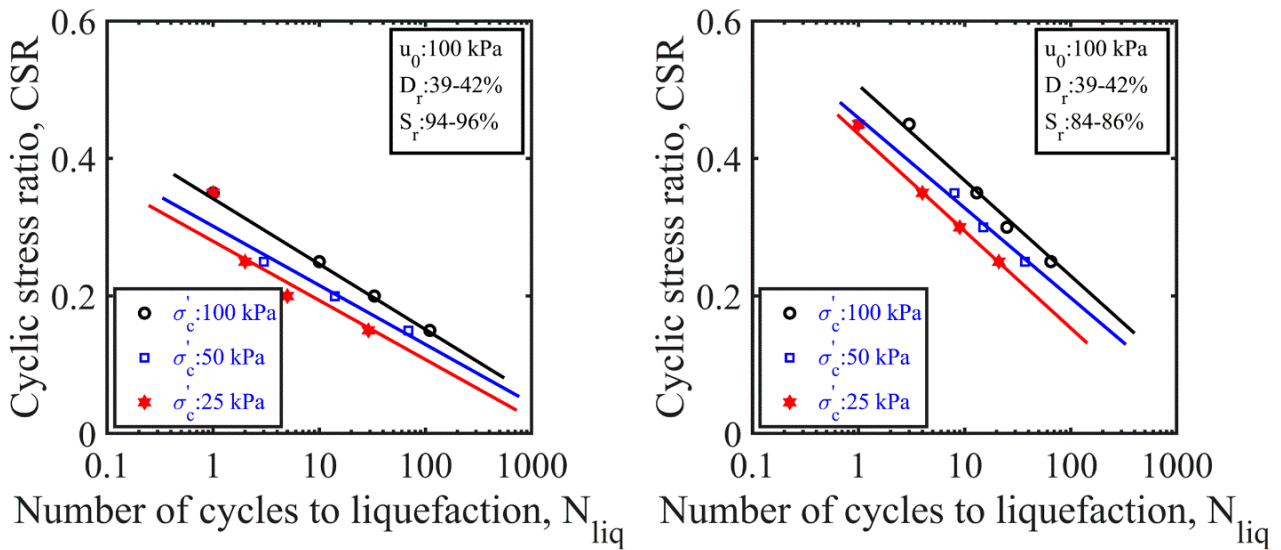 Cyclic stress ratio, CSR
0.6
0.4
0.2
0
u0:100 kPa
Dr:39-42%
Sr:94-96%
σ'c:100 kPa
σ'c:50 kPa
σ'c:25 kPa
0.1 1 10 100 1000
Number of cycles to liquefaction, Nliq
Cyclic stress ratio, CSR
0.6
0.4
0.2
0
u0:100 kPa
Dr:39-42%
Sr:84-86%
σ'c:100 kPa
σ'c:50 kPa
σ'c:25 kPa
0.1 1 10 100 1000
Number of cycles to liquefaction, Nliq